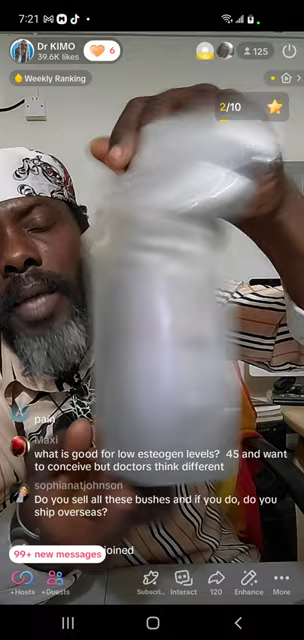 7:21
Dr KIMO
39.6K likes
6
125
Weekly Ranking
2/10
pain
Maxi
what is good for low esteogen levels? 45 and want
to conceive but doctors think different
sophianatjohnson
Do you sell all these bushes and if you do, do you
ship overseas?
99+ new messages
joined
+Hosts
+Guests
Subscri...
Interact
120
Enhance
More